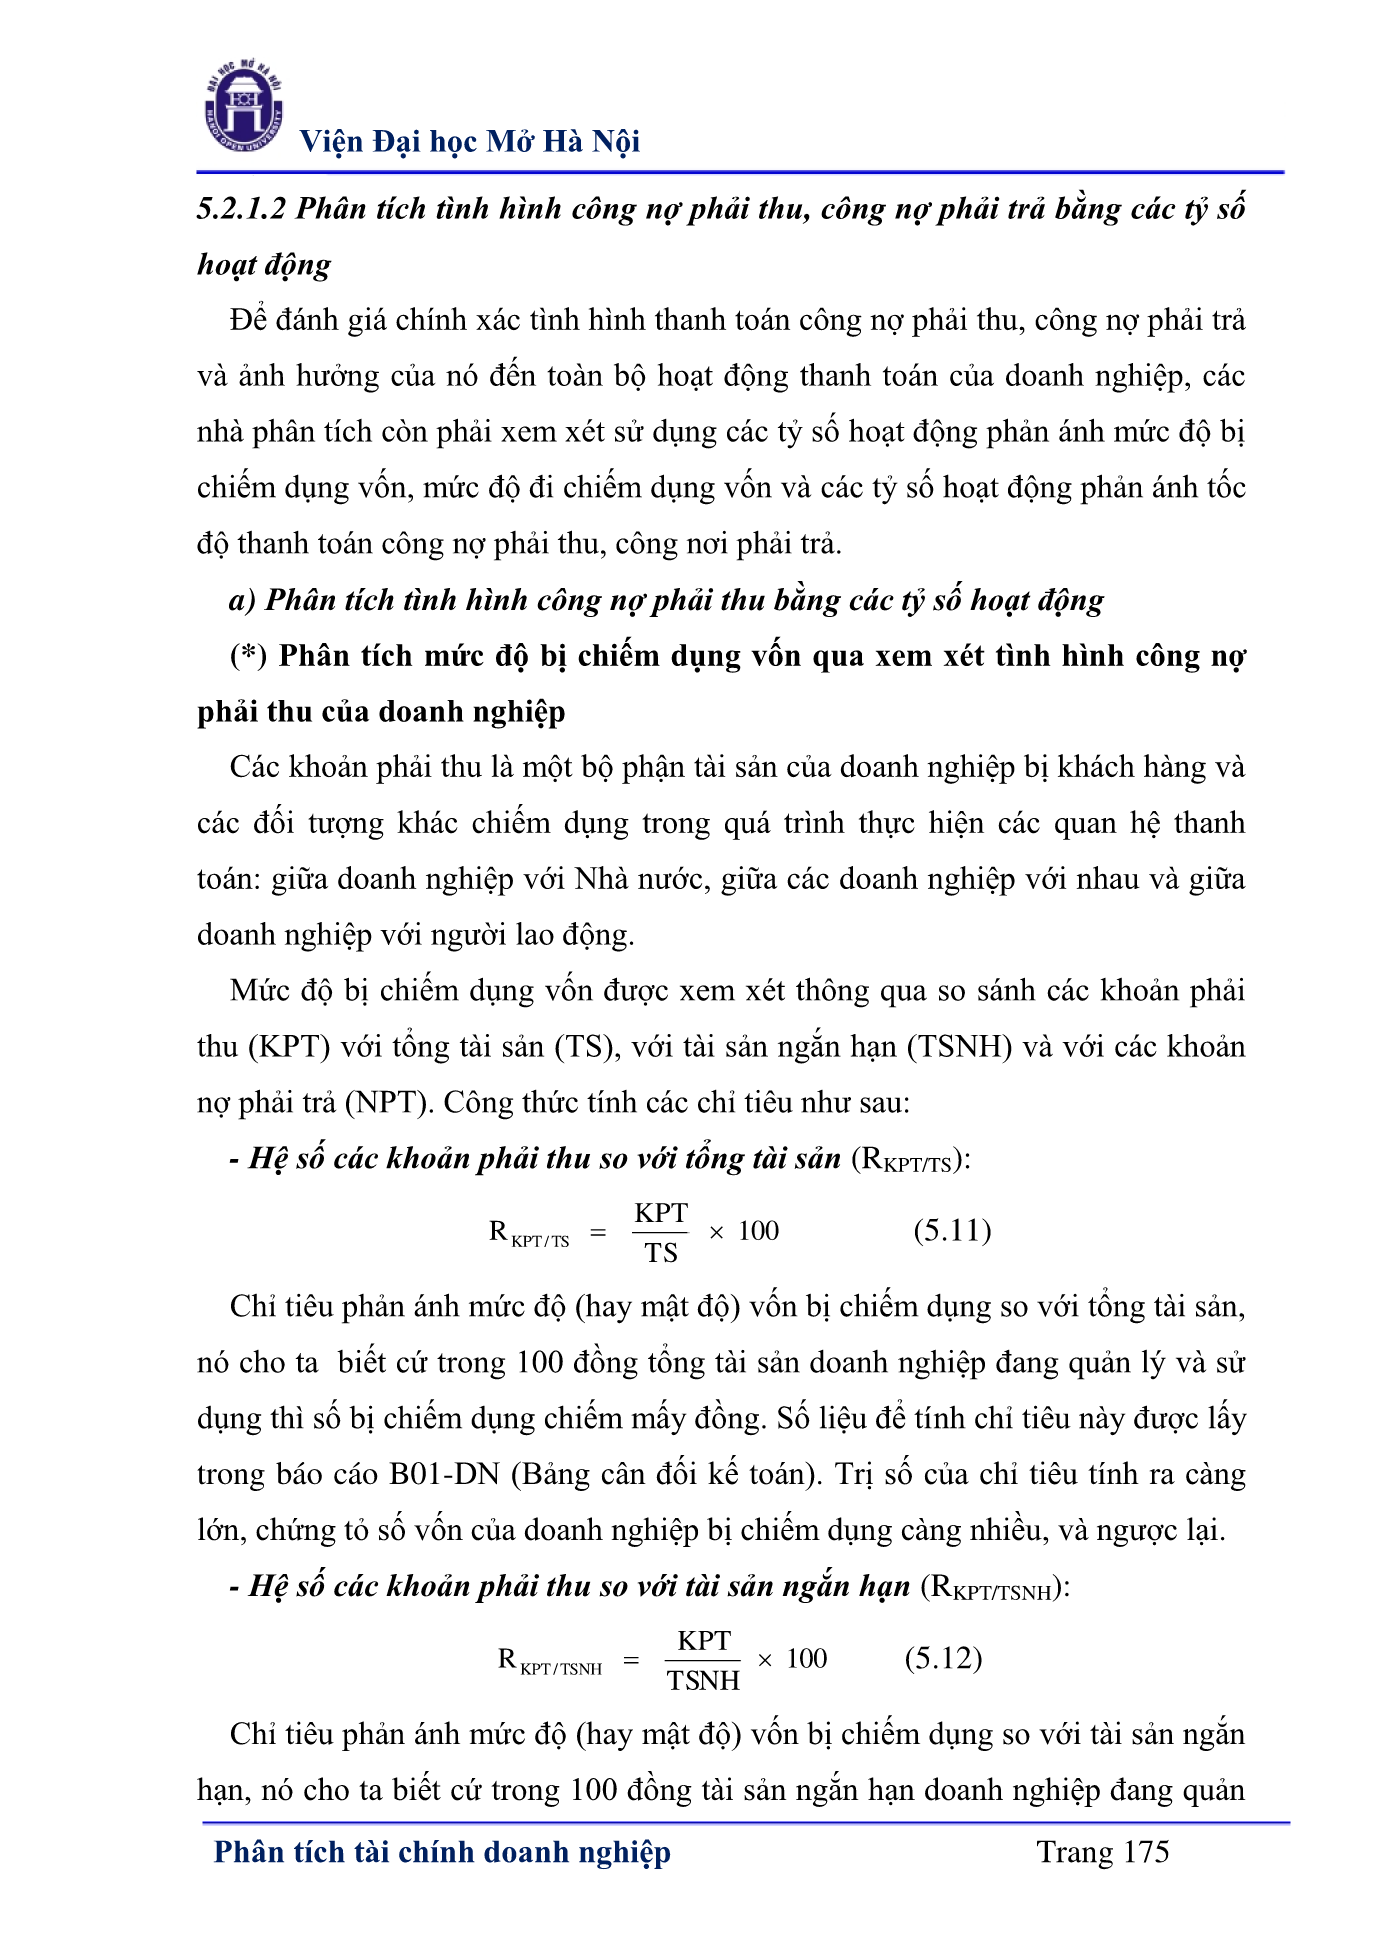 ĐẠI HỌC MỞ HÀ NỘI
HANOI OPEN UNIVERSITY
Viện Đại học Mở Hà Nội
5.2.1.2 Phân tích tình hình công nợ phải thu, công nợ phải trả bằng các tỷ số
hoạt động
Để đánh giá chính xác tình hình thanh toán công nợ phải thu, công nợ phải trả
và ảnh hưởng của nó đến toàn bộ hoạt động thanh toán của doanh nghiệp, các
nhà phân tích còn phải xem xét sử dụng các tỷ số hoạt động phản ánh mức độ bị
chiếm dụng vốn, mức độ đi chiếm dụng vốn và các tỷ số hoạt động phản ánh tốc
độ thanh toán công nợ phải thu, công nơi phải trả.
a) Phân tích tình hình công nợ phải thu bằng các tỷ số hoạt động
(*) Phân tích mức độ bị chiếm dụng vốn qua xem xét tình hình công nợ
phải thu của doanh nghiệp
Các khoản phải thu là một bộ phận tài sản của doanh nghiệp bị khách hàng và
các đối tượng khác chiếm dụng trong quá trình thực hiện các quan hệ thanh
toán: giữa doanh nghiệp với Nhà nước, giữa các doanh nghiệp với nhau và giữa
doanh nghiệp với người lao động.
Mức độ bị chiếm dụng vốn được xem xét thông qua so sánh các khoản phải
thu (KPT) với tổng tài sản (TS), với tài sản ngắn hạn (TSNH) và với các khoản
nợ phải trả (NPT). Công thức tính các chỉ tiêu như sau:
- Hệ số các khoản phải thu so với tổng tài sản (RKPT/TS):
R KPT/TS = KPT / TS × 100 (5.11)
Chỉ tiêu phản ánh mức độ (hay mật độ) vốn bị chiếm dụng so với tổng tài sản,
nó cho ta biết cứ trong 100 đồng tổng tài sản doanh nghiệp đang quản lý và sử
dụng thì số bị chiếm dụng chiếm mấy đồng. Số liệu để tính chỉ tiêu này được lấy
trong báo cáo B01-DN (Bảng cân đối kế toán). Trị số của chỉ tiêu tính ra càng
lớn, chứng tỏ số vốn của doanh nghiệp bị chiếm dụng càng nhiều, và ngược lại.
- Hệ số các khoản phải thu so với tài sản ngắn hạn (RKPT/TSNH):
R KPT/TSNH = KPT / TSNH × 100 (5.12)
Chỉ tiêu phản ánh mức độ (hay mật độ) vốn bị chiếm dụng so với tài sản ngắn
hạn, nó cho ta biết cứ trong 100 đồng tài sản ngắn hạn doanh nghiệp đang quản
Phân tích tài chính doanh nghiệp Trang 175